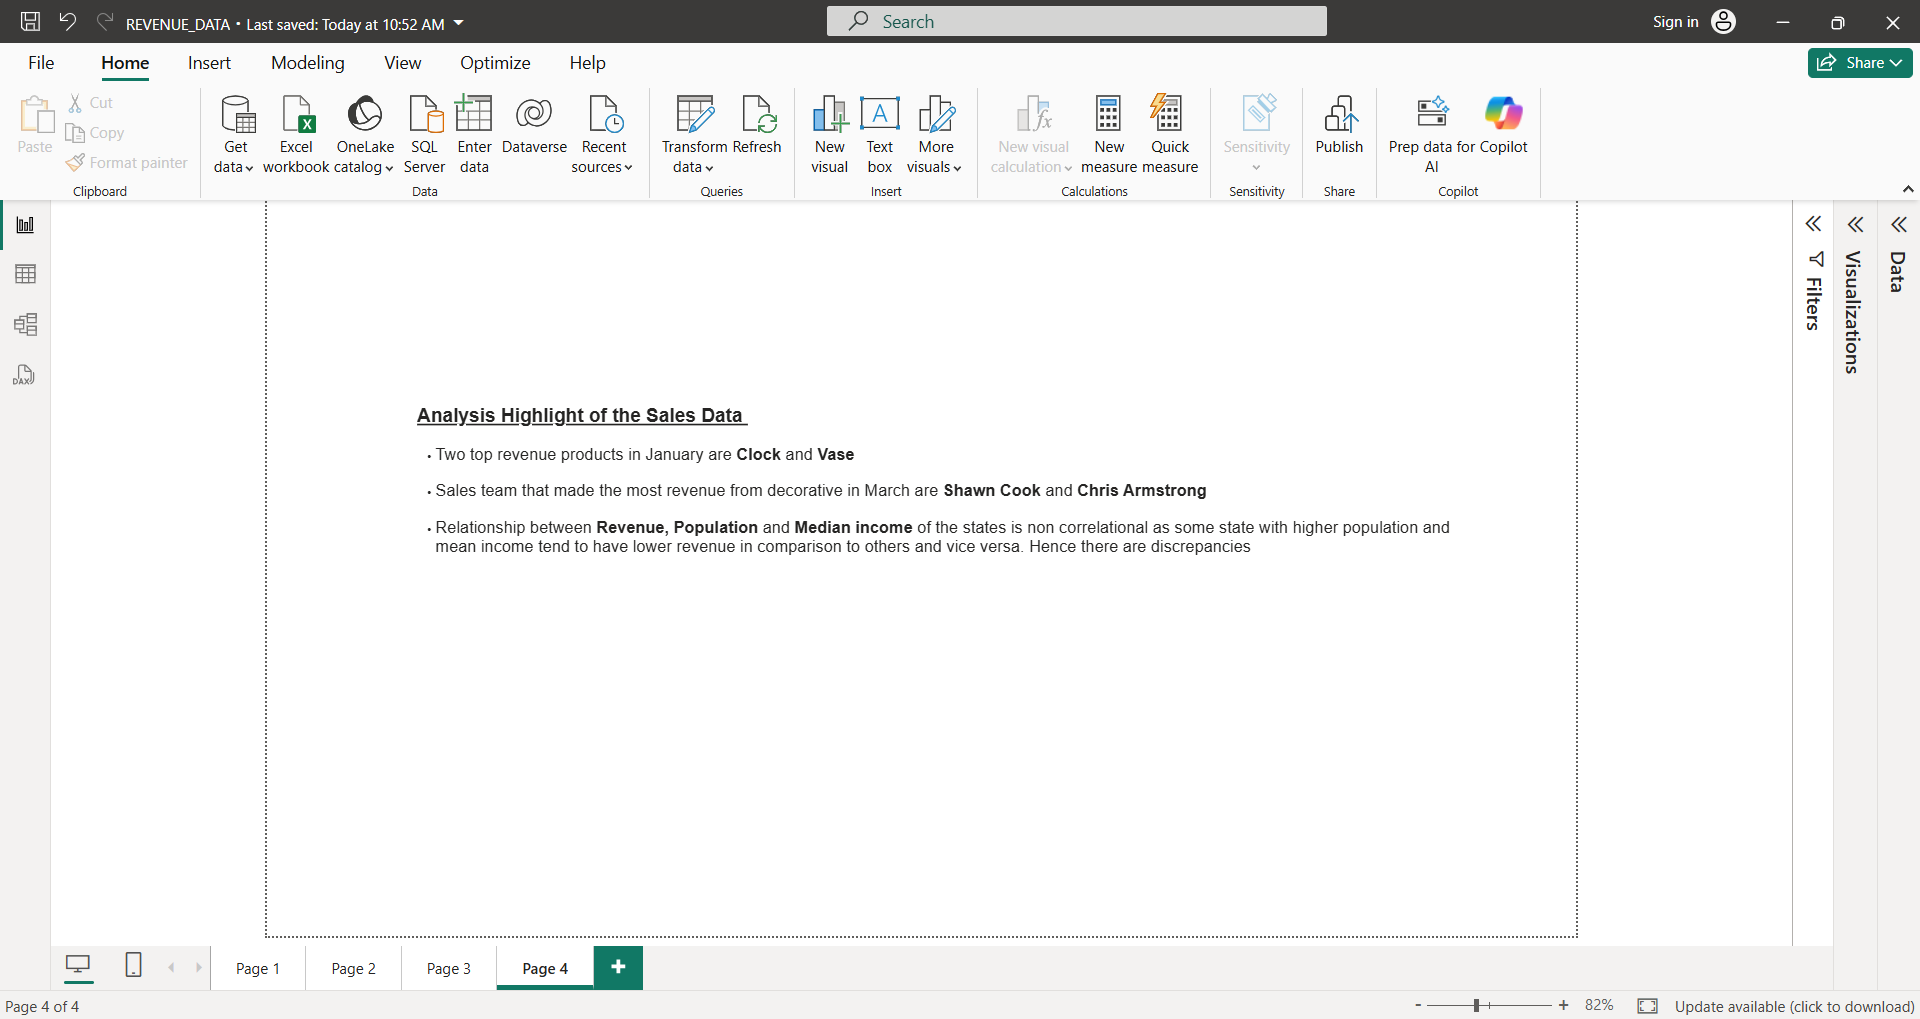 REVENUE_DATA • Last saved: Today at 10:52 AM
Search
Sign in
File Home Insert Modeling View Optimize Help
Share
Paste
Cut
Copy
Format painter
Clipboard
Get data
Excel workbook
OneLake catalog
SQL Server
Enter data
Dataverse
Recent sources
Data
Transform data
Refresh
Queries
New visual
Text box
More visuals
Insert
New visual calculation
New measure
Quick measure
Calculations
Sensitivity
Sensitivity
Publish
Share
Prep data for AI
Copilot
Copilot
DAX
Analysis Highlight of the Sales Data
• Two top revenue products in January are Clock and Vase
• Sales team that made the most revenue from decorative in March are Shawn Cook and Chris Armstrong
• Relationship between Revenue, Population and Median income of the states is non correlational as some state with higher population and
mean income tend to have lower revenue in comparison to others and vice versa. Hence there are discrepancies
Filters
Visualizations
Data
Page 1 Page 2 Page 3 Page 4 +
Page 4 of 4
- + 82%
Update available (click to download)